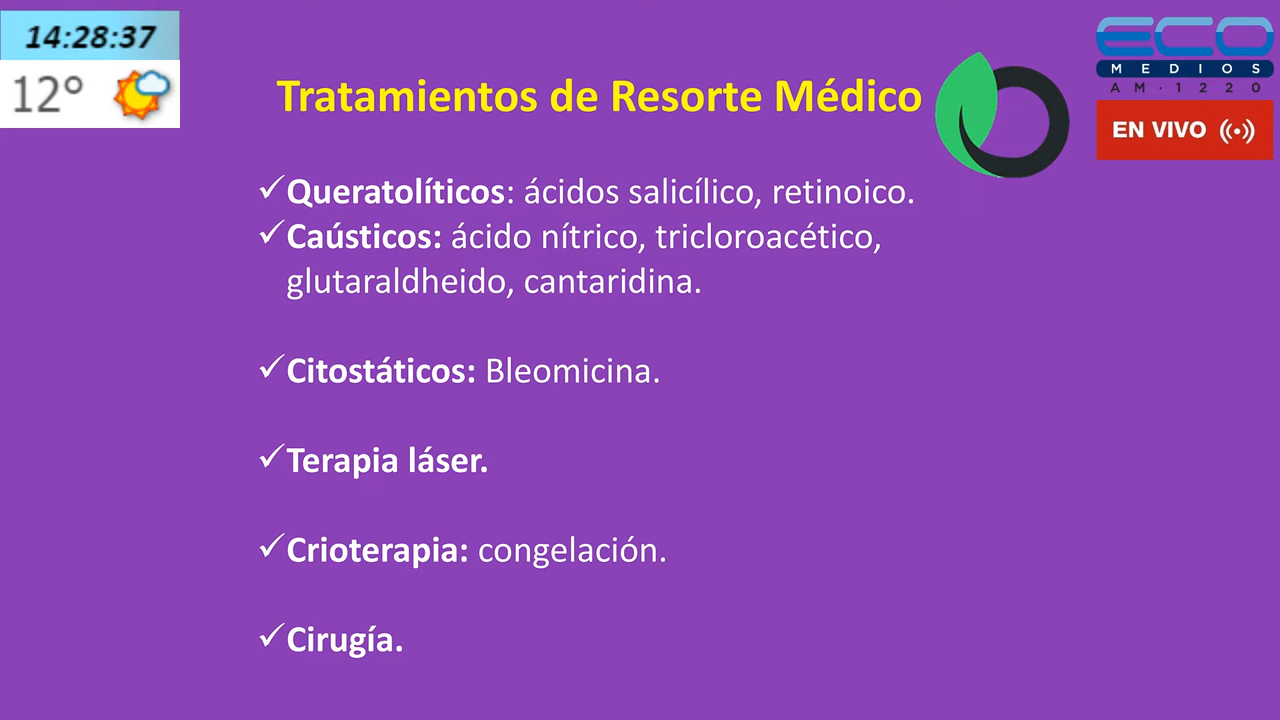 14:28:37
12°
Tratamientos de Resorte Médico
ECO
MEDIOS
AM·1220
EN VIVO
✓Queratolíticos: ácidos salicílico, retinoico.
✓Caústicos: ácido nítrico, tricloroacético,
glutaraldheido, cantaridina.
✓Citostáticos: Bleomicina.
✓Terapia láser.
✓Crioterapia: congelación.
✓Cirugía.